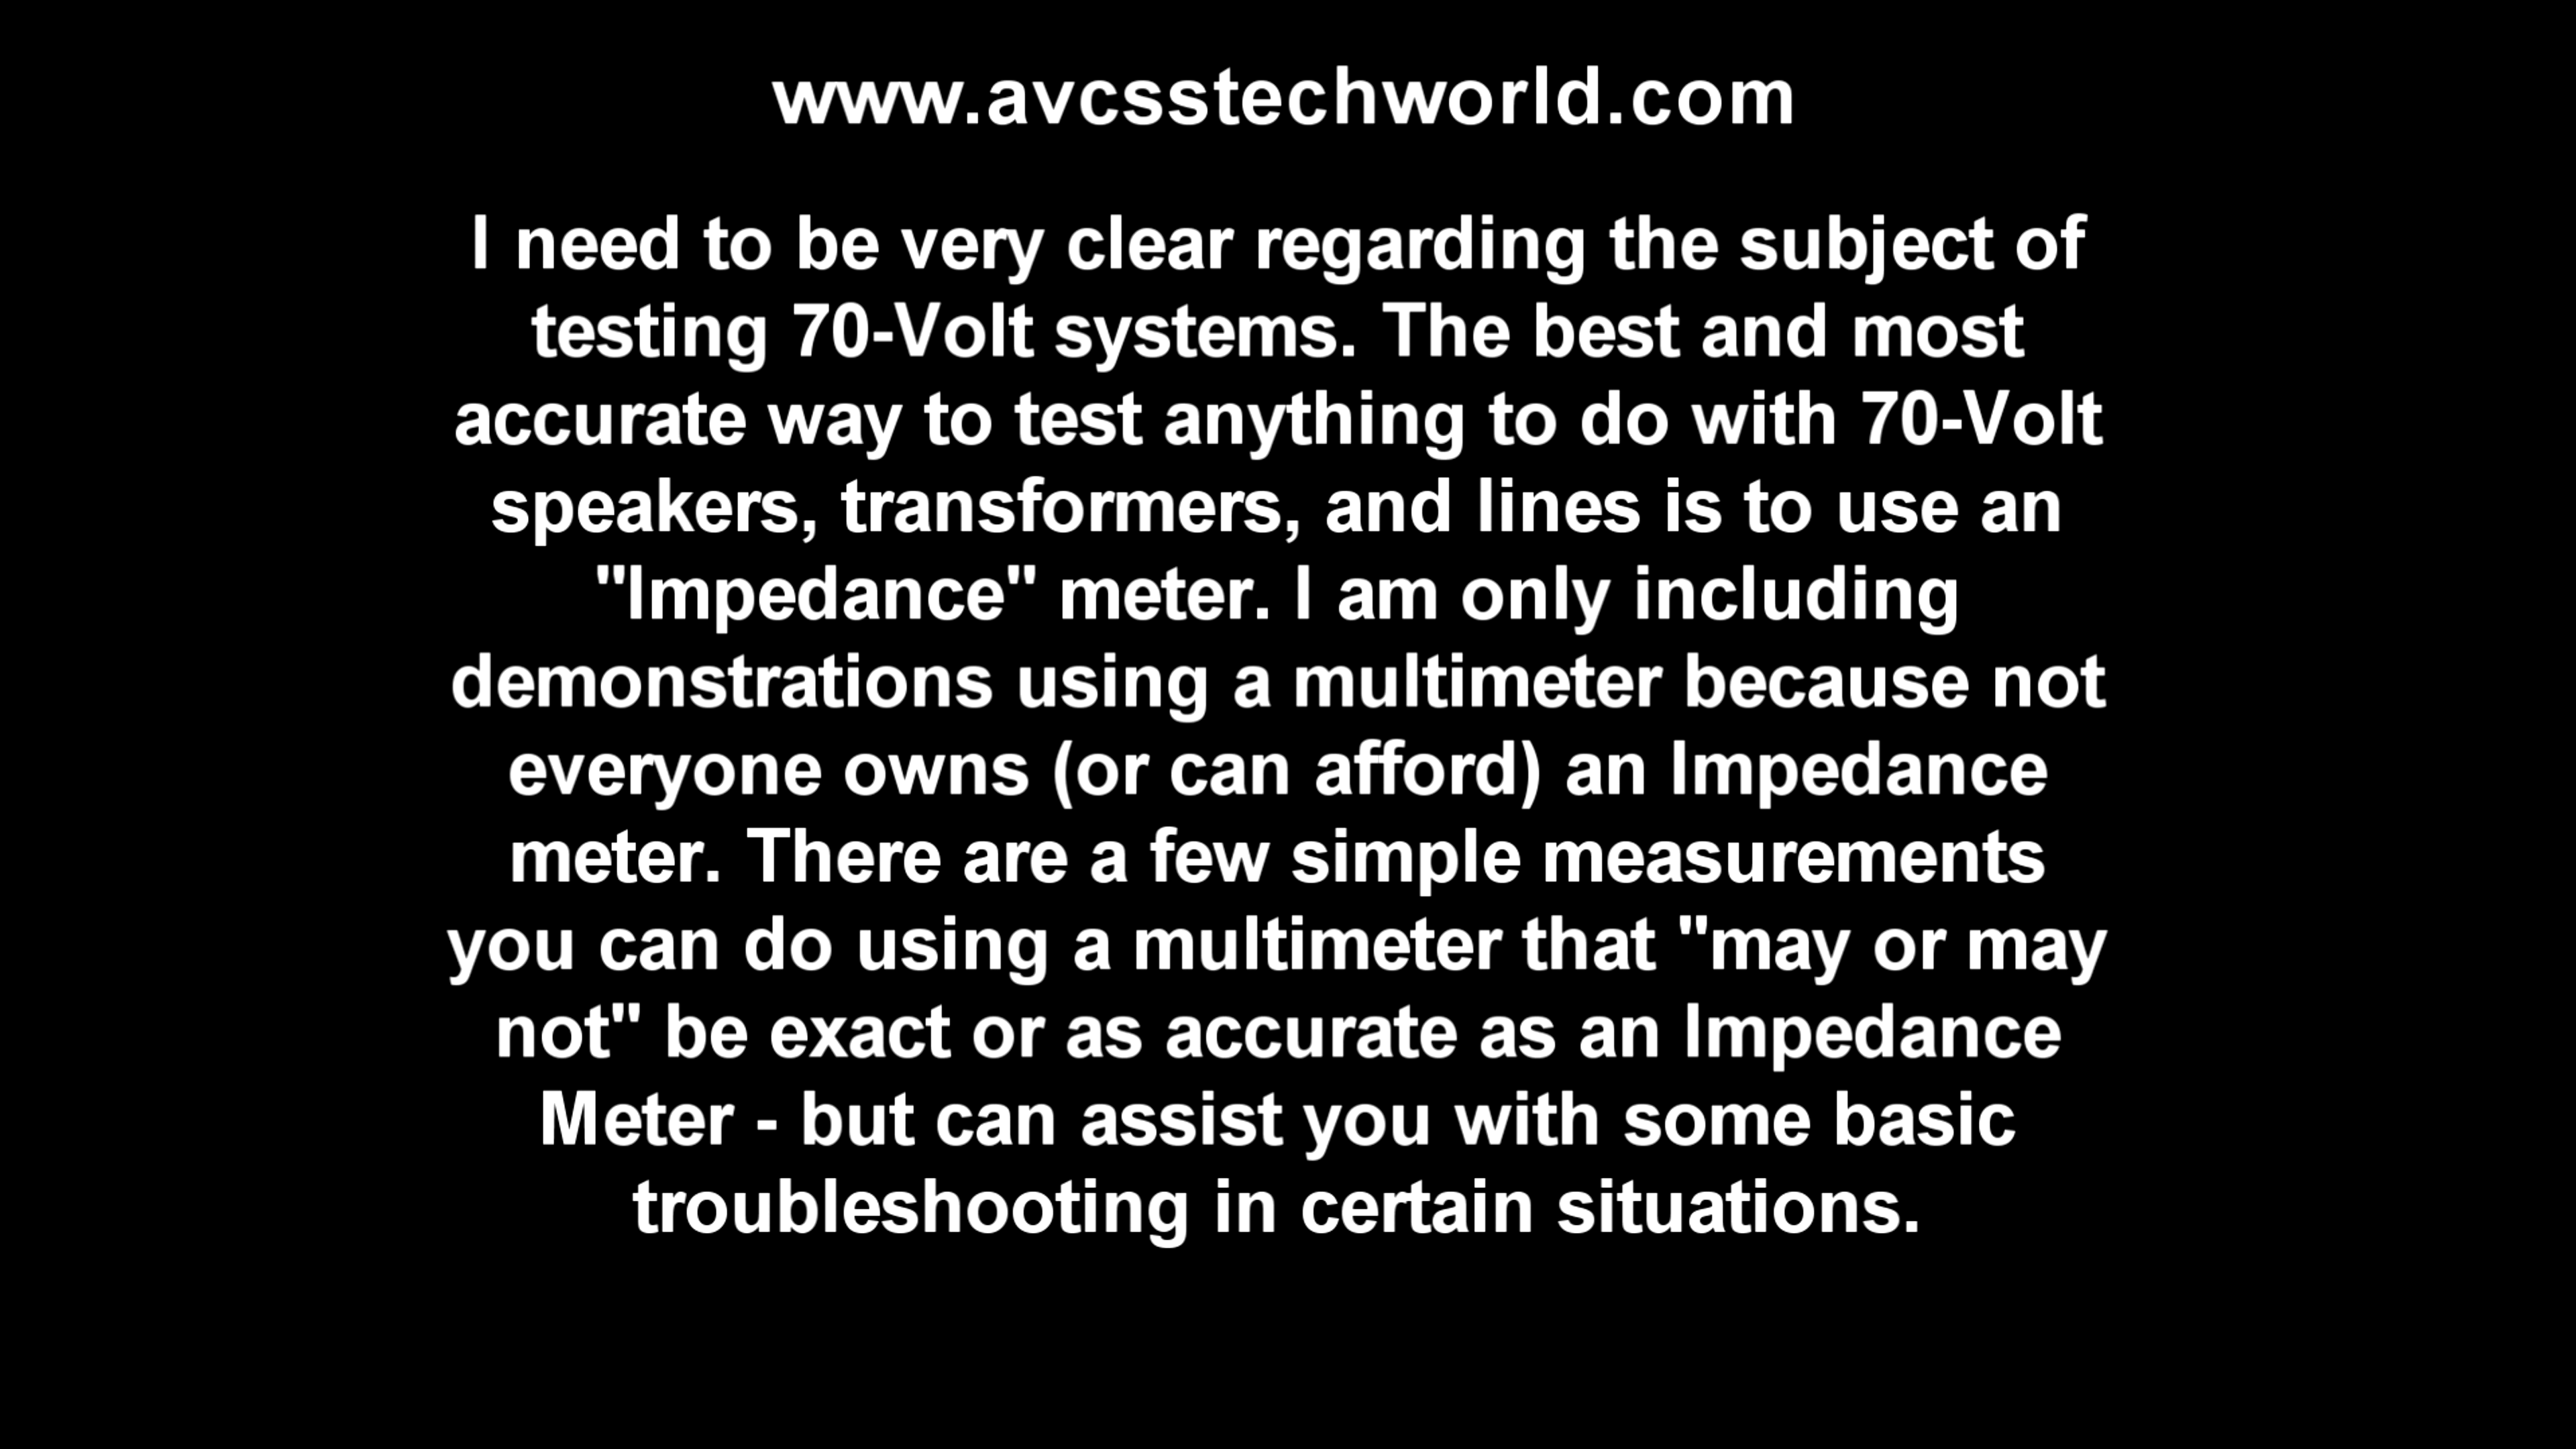 www.avcsstechworld.com
I need to be very clear regarding the subject of
testing 70-Volt systems. The best and most
accurate way to test anything to do with 70-Volt
speakers, transformers, and lines is to use an
"Impedance" meter. I am only including
demonstrations using a multimeter because not
everyone owns (or can afford) an Impedance
meter. There are a few simple measurements
you can do using a multimeter that "may or may
not" be exact or as accurate as an Impedance
Meter - but can assist you with some basic
troubleshooting in certain situations.